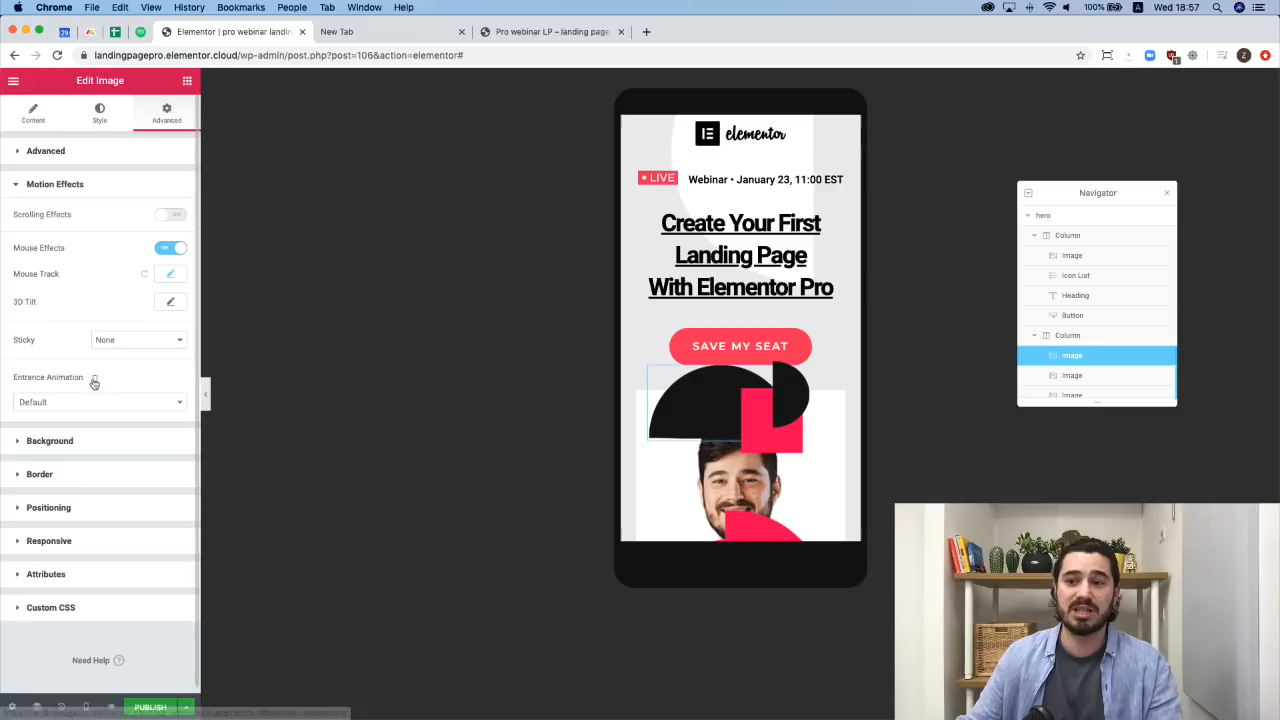 Chrome File Edit View History Bookmarks People Tab Window Help
100% A Wed 18:57
31 Elementor | pro webinar landin × New Tab × Pro webinar LP – landing page × +
landingpagepro.elementor.cloud/wp-admin/post.php?post=106&action=elementor#
1 Z
Edit Image
Content Style Advanced
Advanced
Motion Effects
Scrolling Effects OFF
Mouse Effects ON
Mouse Track
3D Tilt
Sticky None
Entrance Animation
Default
Background
Border
Positioning
Responsive
Attributes
Custom CSS
Need Help ?
PUBLISH
elementor
• LIVE Webinar • January 23, 11:00 EST
Create Your First
Landing Page
With Elementor Pro
SAVE MY SEAT
Navigator ×
hero
Column
Image
Icon List
Heading
Button
Column
Image
Image
Image